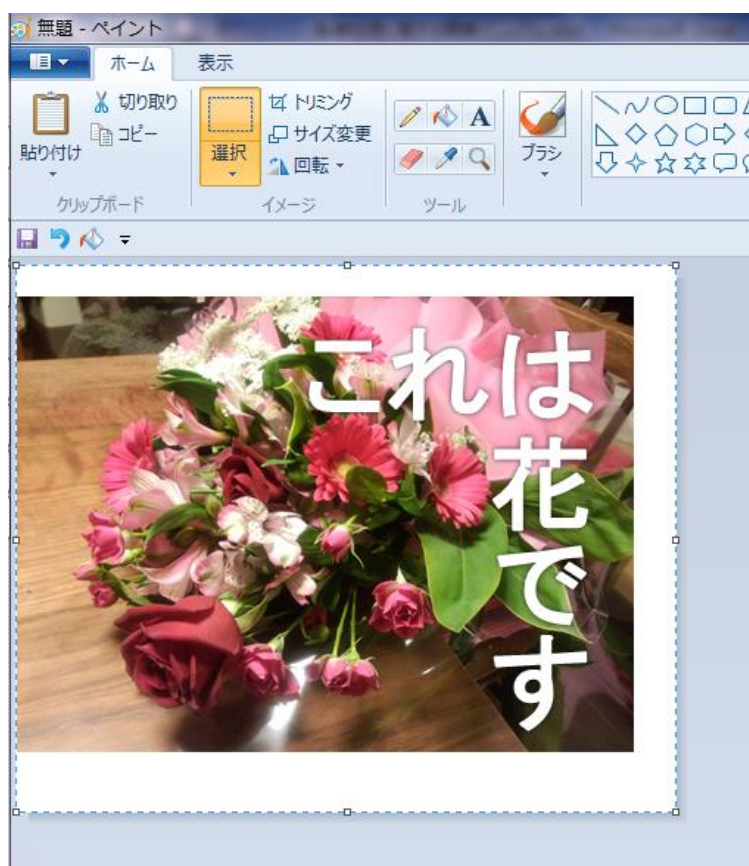 無題 - ペイント
ホーム 表示
貼り付け
切り取り
コピー
クリップボード
選択
トリミング
サイズ変更
回転
イメージ
A
ツール
ブラシ
これは
花
で
す